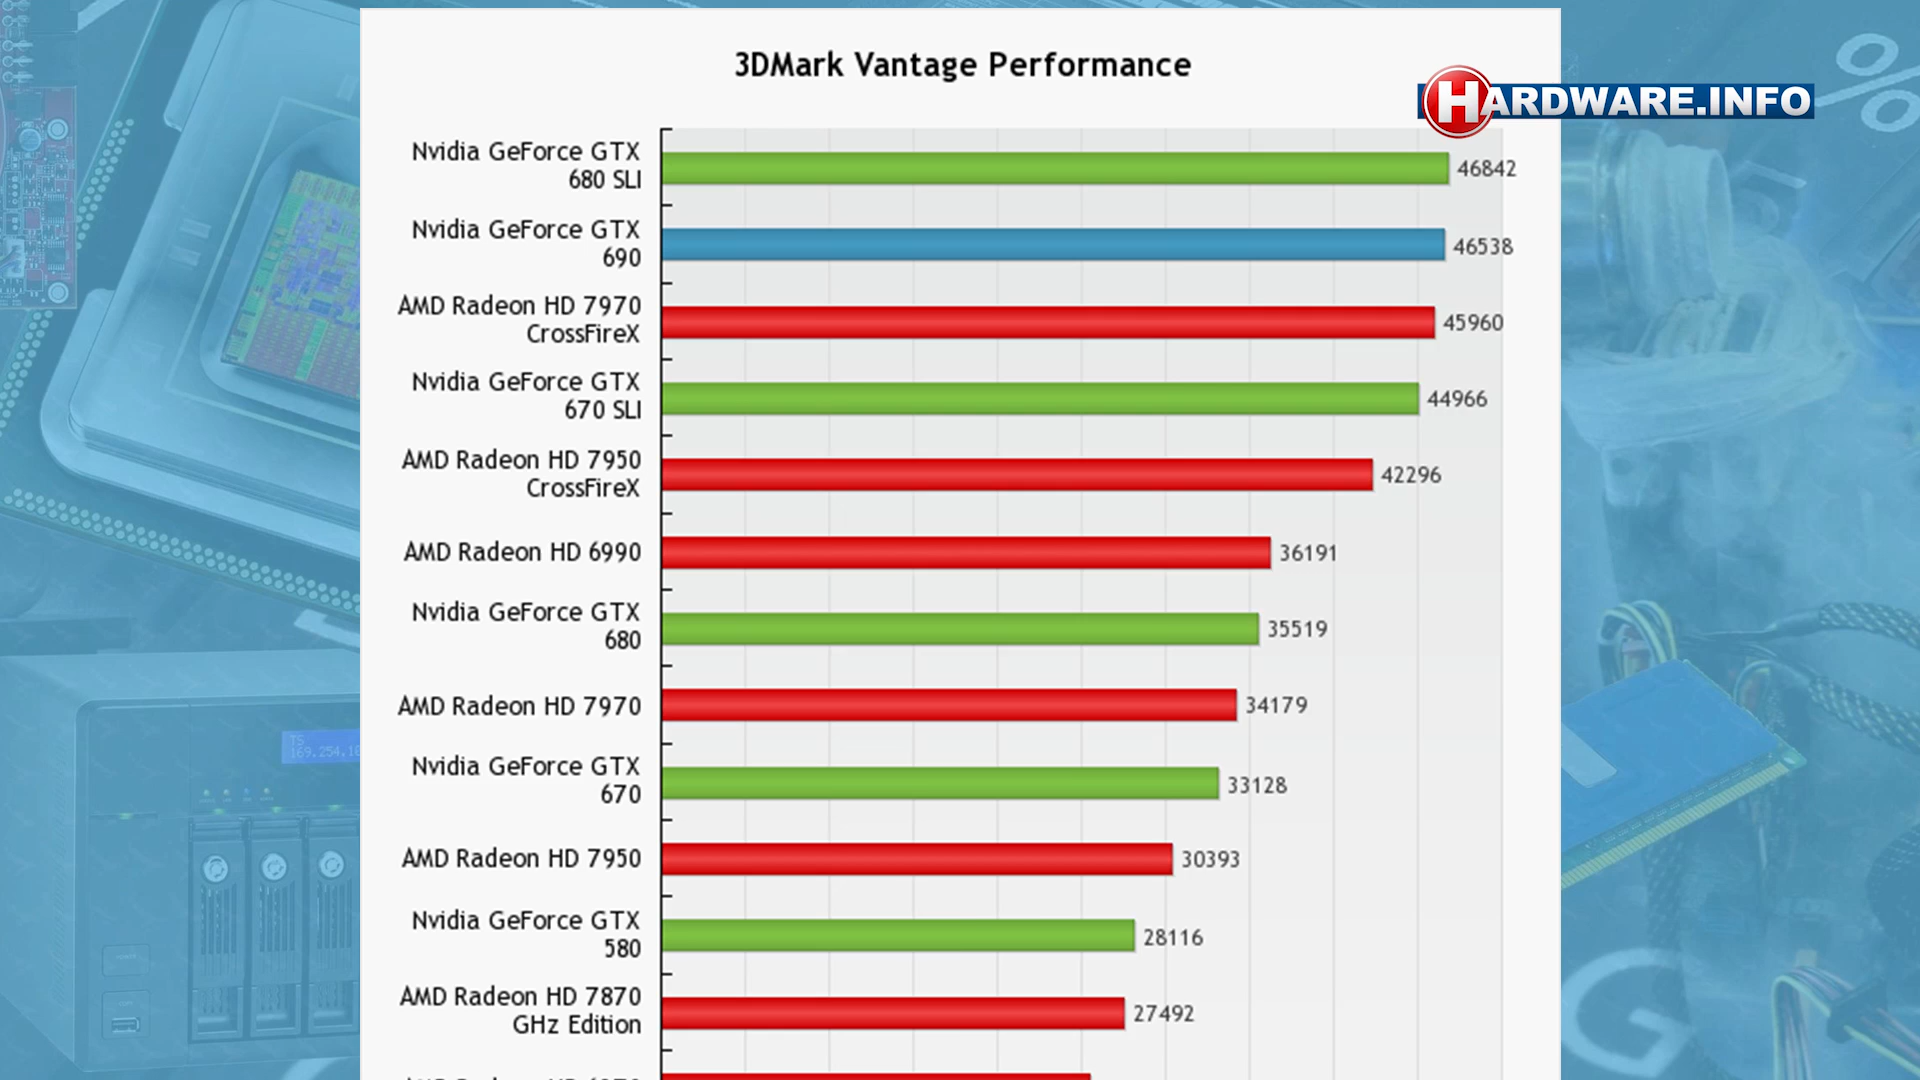 3DMark Vantage Performance
HARDWARE.INFO
Nvidia GeForce GTX
680 SLI
46842
Nvidia GeForce GTX
690
46538
AMD Radeon HD 7970
CrossFireX
45960
Nvidia GeForce GTX
670 SLI
44966
AMD Radeon HD 7950
CrossFireX
42296
AMD Radeon HD 6990
36191
Nvidia GeForce GTX
680
35519
AMD Radeon HD 7970
34179
Nvidia GeForce GTX
670
33128
AMD Radeon HD 7950
30393
Nvidia GeForce GTX
580
28116
AMD Radeon HD 7870
GHz Edition
27492
TS
%
G